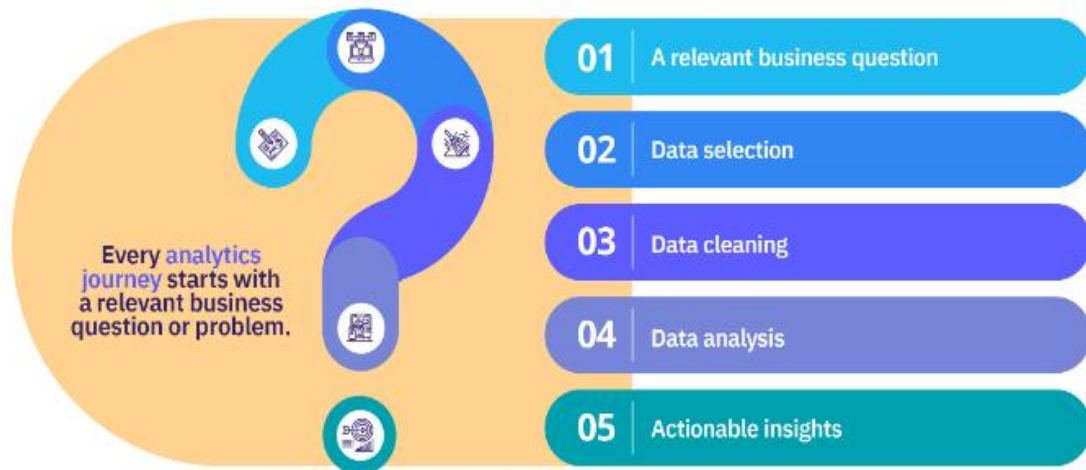 01 A relevant business question
02 Data selection
03 Data cleaning
Every analytics
journey starts with
a relevant business
question or problem.
04 Data analysis
05 Actionable insights